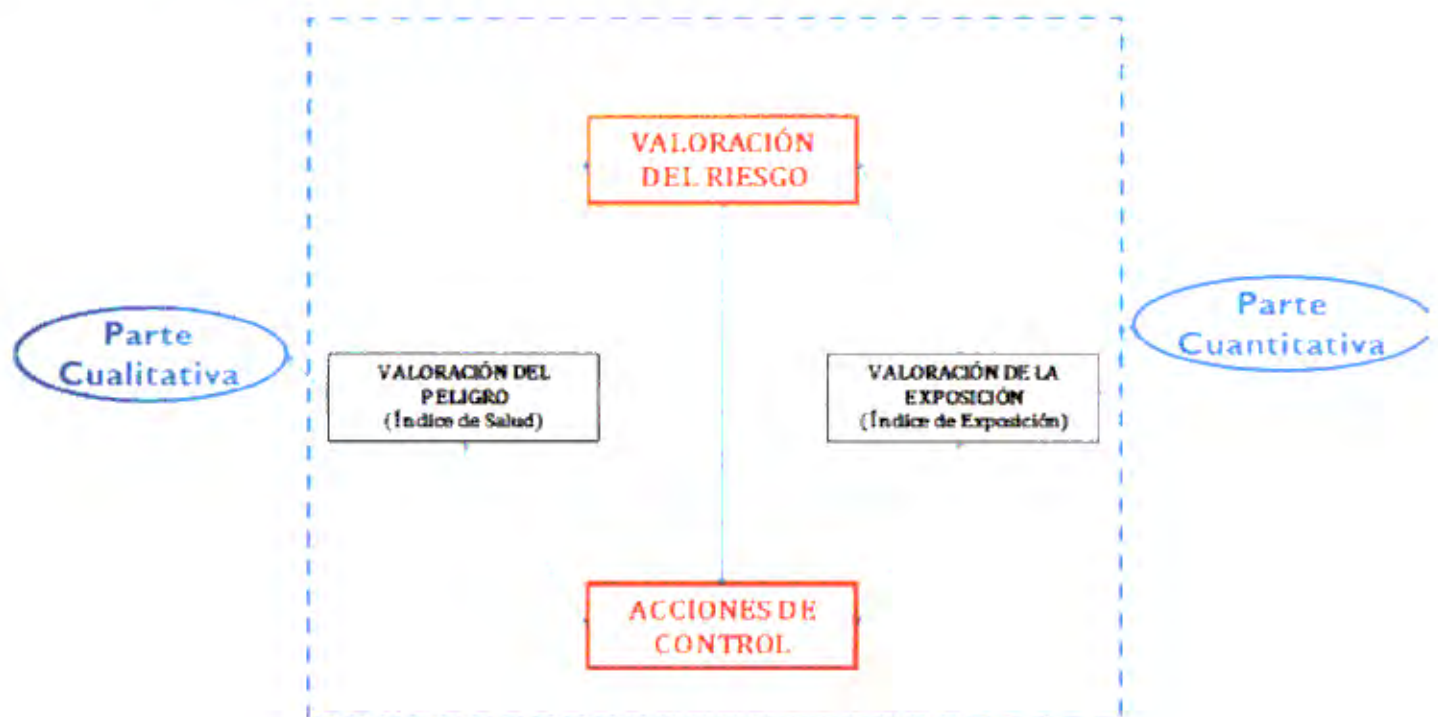 VALORACIÓN
DEL RIESGO
Parte
Cualitativa
VALORACIÓN DEL
PELIGRO
(Índice de Salud)
VALORACIÓN DE LA
EXPOSICIÓN
(Índice de Exposición)
Parte
Cuantitativa
ACCIONES DE
CONTROL